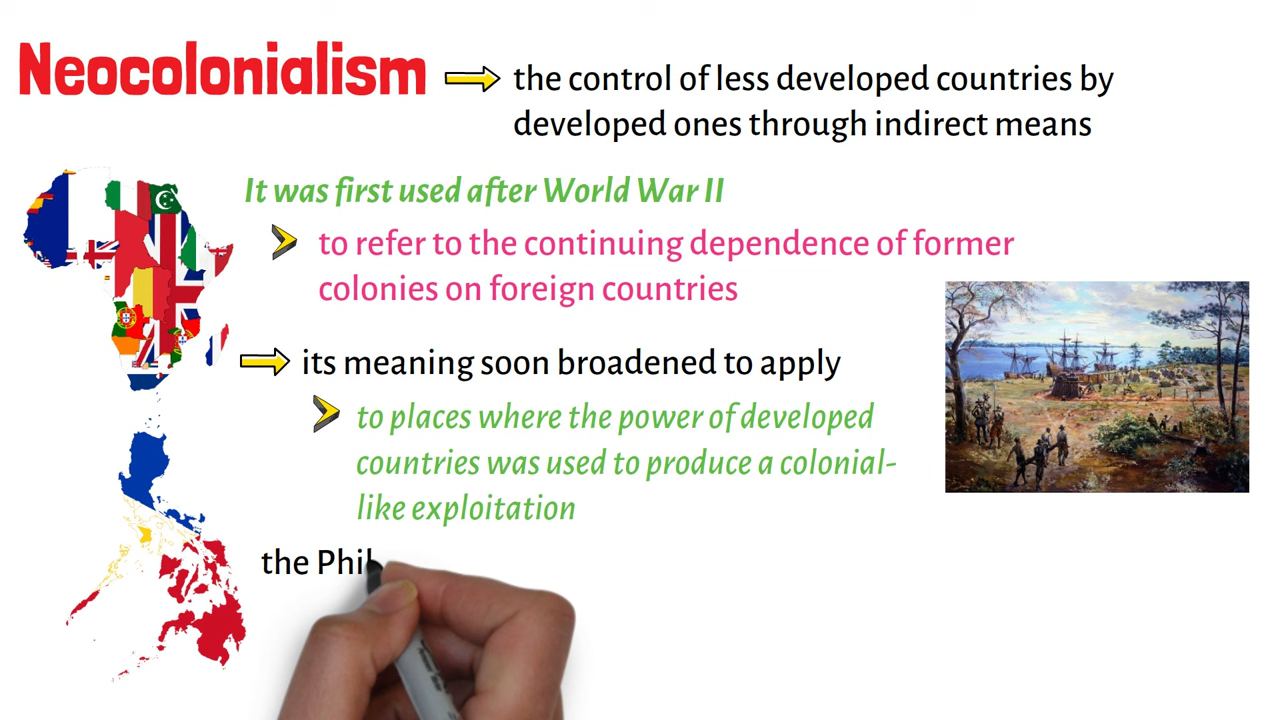 Neocolonialism
the control of less developed countries by
developed ones through indirect means
It was first used after World War II
to refer to the continuing dependence of former
colonies on foreign countries
its meaning soon broadened to apply
to places where the power of developed
countries was used to produce a colonial-
like exploitation
the Phil